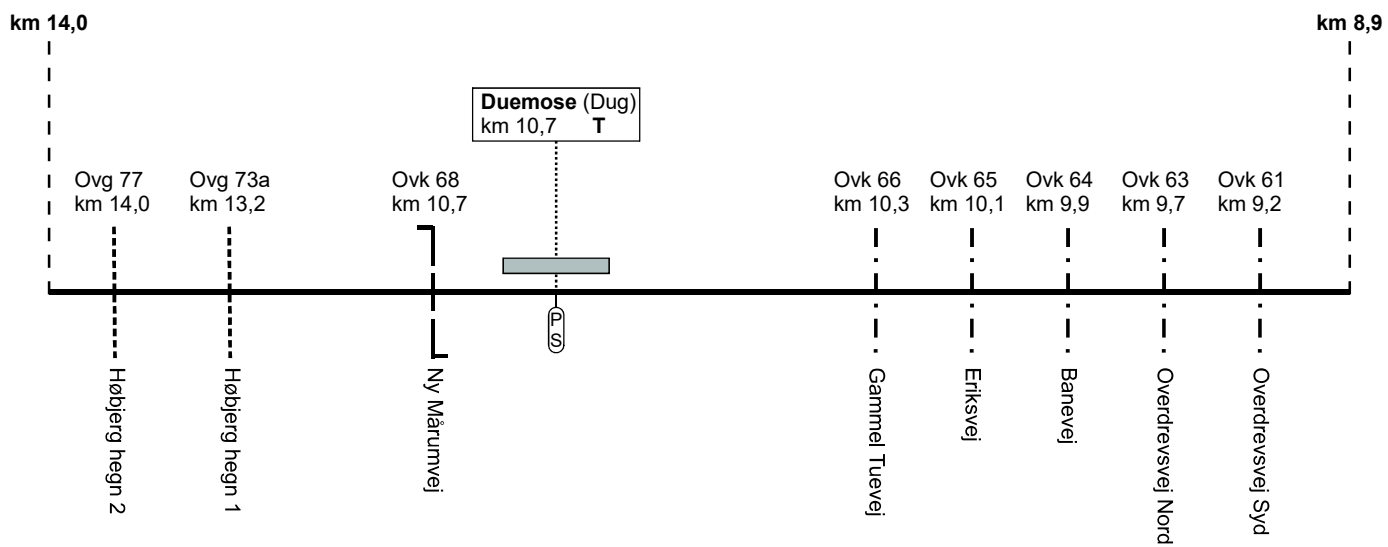 km 14,0
km 8,9
Duemose (Dug)
km 10,7 T
Ovg 77
km 14,0
Ovg 73a
km 13,2
Ovk 68
km 10,7
Ovk 66
km 10,3
Ovk 65
km 10,1
Ovk 64
km 9,9
Ovk 63
km 9,7
Ovk 61
km 9,2
P
S
Høbjerg hegn 2
Høbjerg hegn 1
Ny Mårumvej
Gammel Tuevej
Eriksvej
Banevej
Overdrevsvej Nord
Overdrevsvej Syd